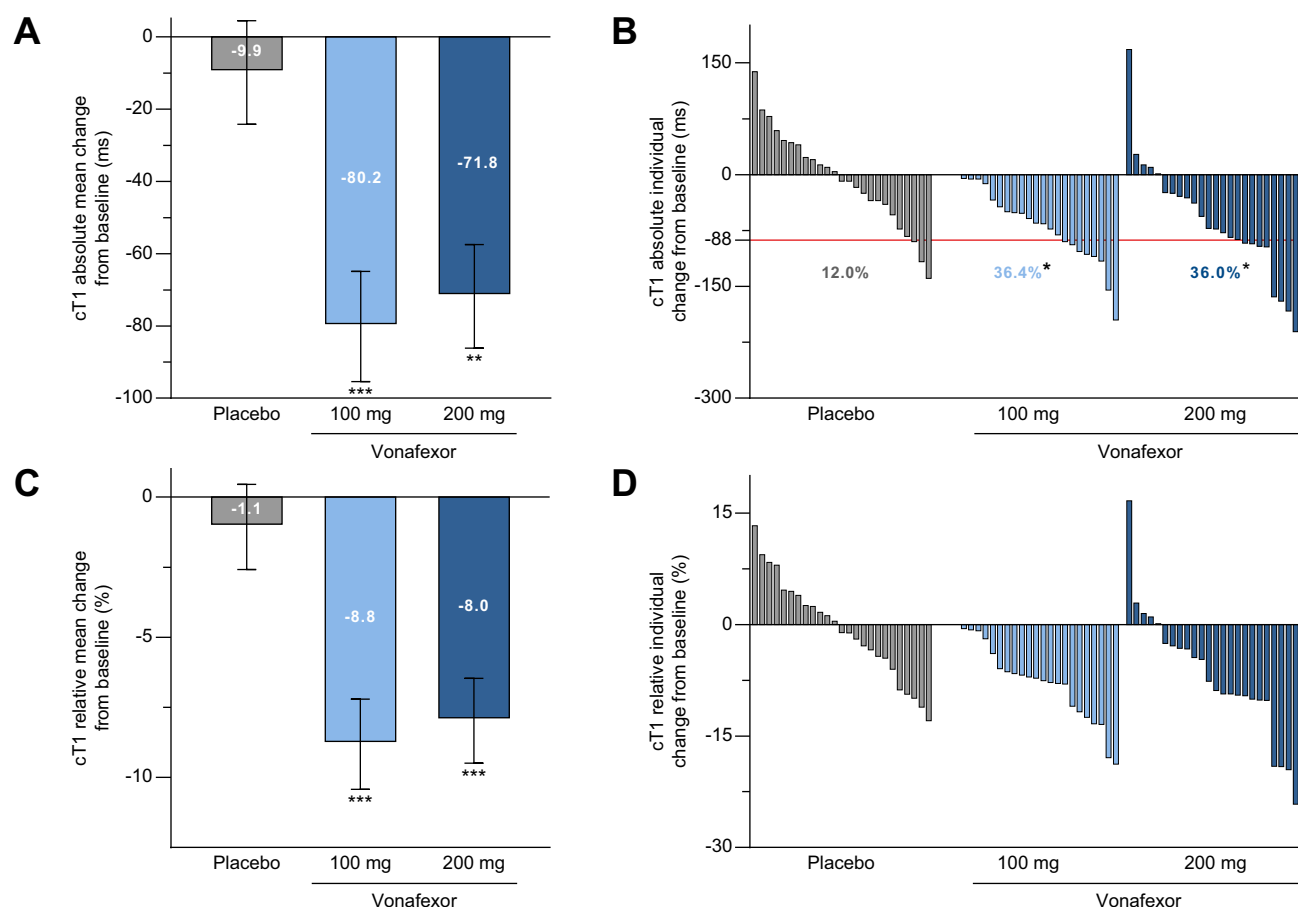 A
cT1 absolute mean change
from baseline (ms)
0
-20
-40
-60
-80
-100
-9.9
-80.2
-71.8
***
**
Placebo
100 mg
200 mg
Vonafexor
B
cT1 absolute individual
change from baseline (ms)
150
0
-88
-150
-300
12.0%
36.4%*
36.0%*
Placebo
100 mg
200 mg
Vonafexor
C
cT1 relative mean change
from baseline (%)
0
-5
-10
-1.1
-8.8
-8.0
***
***
Placebo
100 mg
200 mg
Vonafexor
D
cT1 relative individual
change from baseline (%)
15
0
-15
-30
Placebo
100 mg
200 mg
Vonafexor